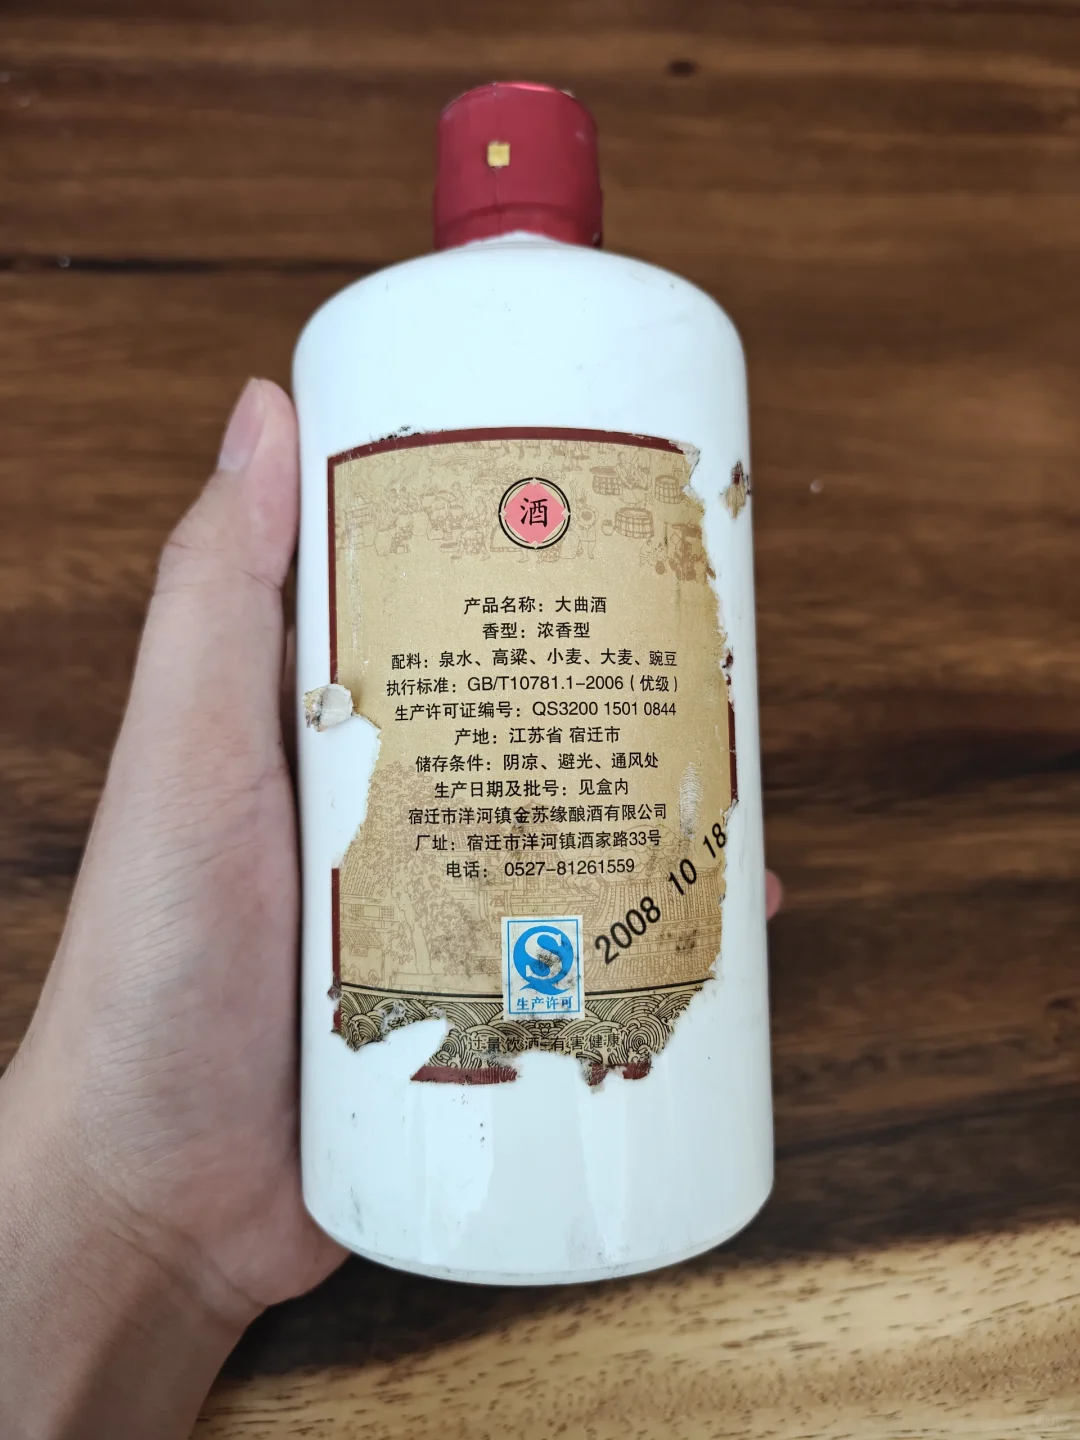 酒
产品名称：大曲酒
香型：浓香型
配料：泉水、高粱、小麦、大麦、豌豆
执行标准：GB/T10781.1-2006（优级）
生产许可证编号：QS3200 1501 0844
产地：江苏省 宿迁市
储存条件：阴凉、避光、通风处
生产日期及批号：见盒内
宿迁市洋河镇金苏缘酿酒有限公司
厂址：宿迁市洋河镇酒家路33号
电话：0527-81261559
2008 10 18
生产许可
过量饮酒 有害健康